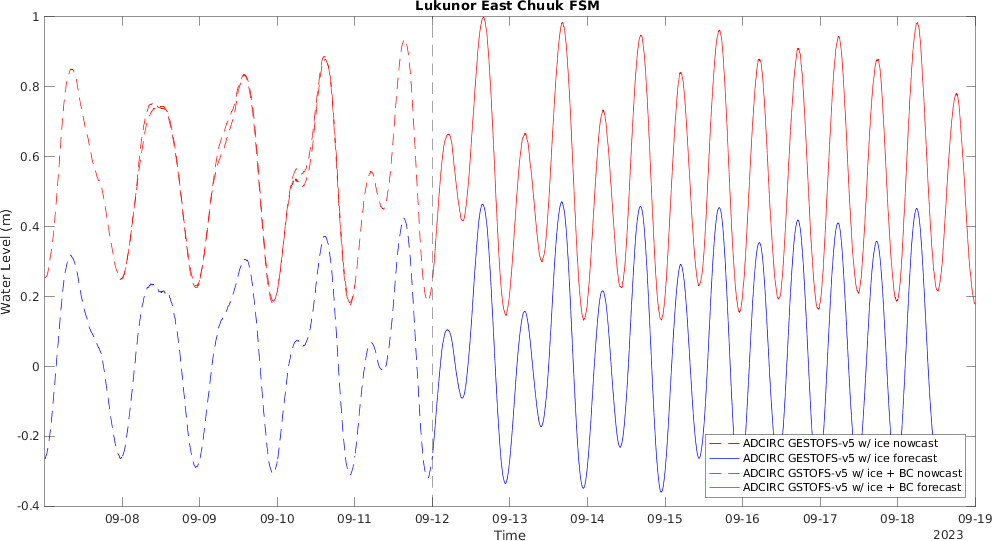 Lukunor East Chuuk FSM
1
0.8
0.6
0.4
0.2
0
-0.2
-0.4
Water Level (m)
ADCIRC GESTOFS-v5 w/ ice nowcast
ADCIRC GESTOFS-v5 w/ ice forecast
ADCIRC GSTOFS-v5 w/ ice + BC nowcast
ADCIRC GSTOFS-v5 w/ ice + BC forecast
09-08 09-09 09-10 09-11 09-12 09-13 09-14 09-15 09-16 09-17 09-18 09-19
Time
2023